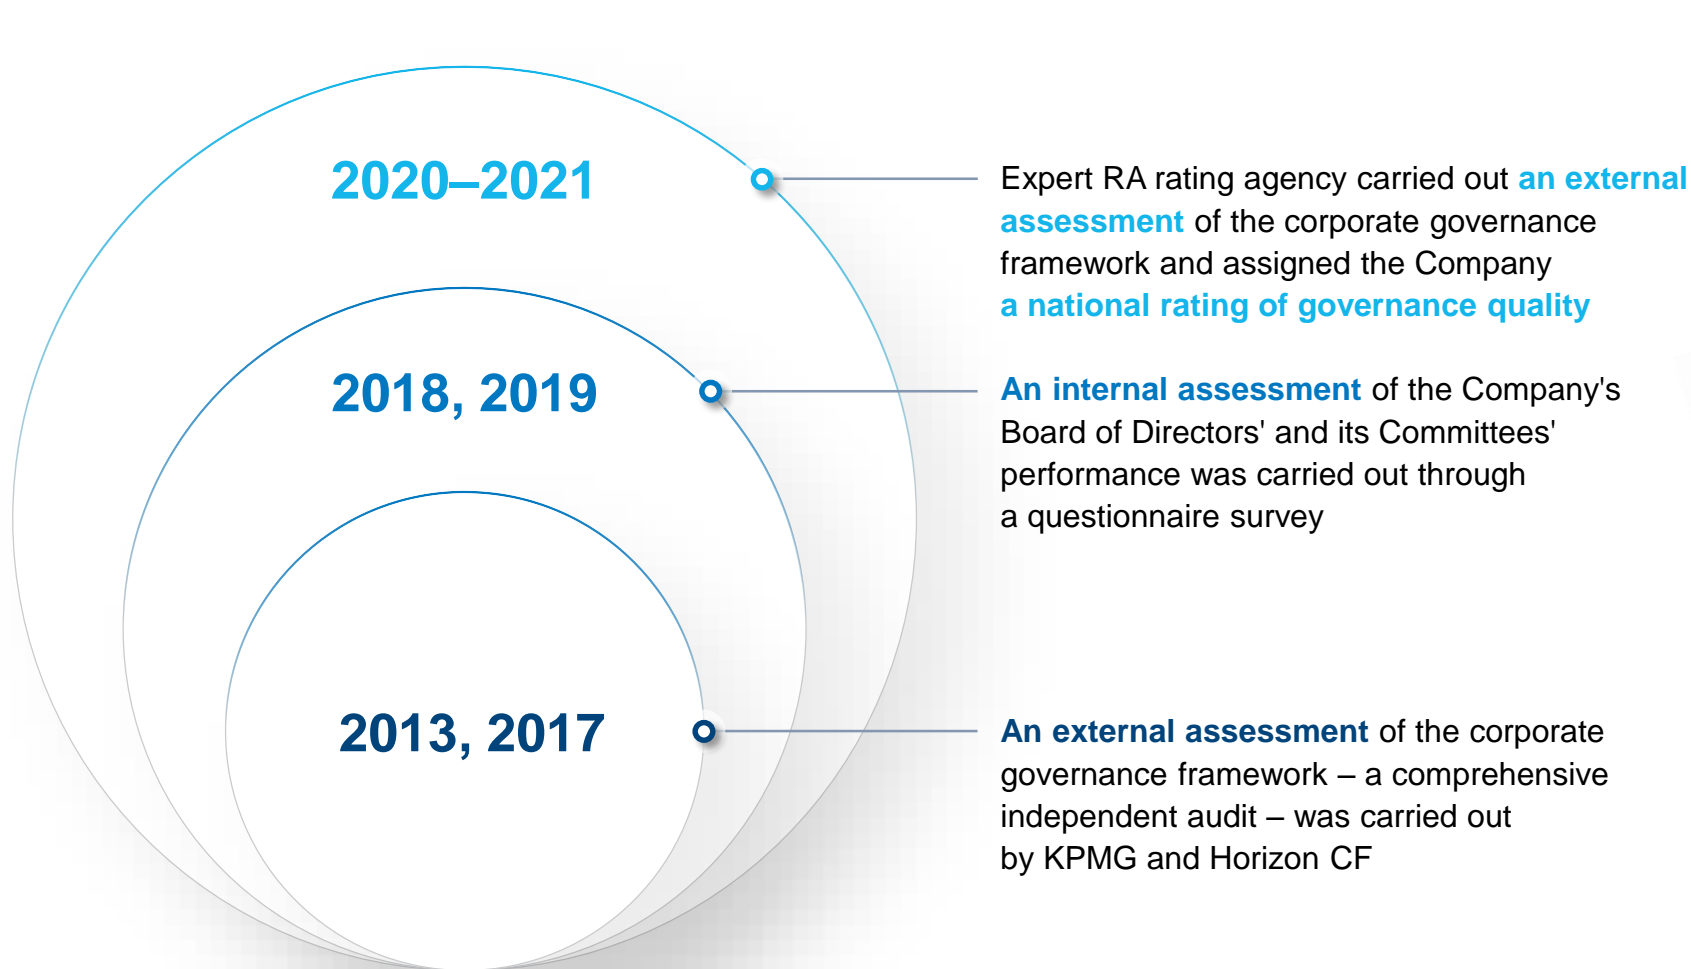 2020–2021
Expert RA rating agency carried out an external
assessment of the corporate governance
framework and assigned the Company
a national rating of governance quality
2018, 2019
An internal assessment of the Company's
Board of Directors' and its Committees'
performance was carried out through
a questionnaire survey
2013, 2017
An external assessment of the corporate
governance framework – a comprehensive
independent audit – was carried out
by KPMG and Horizon CF